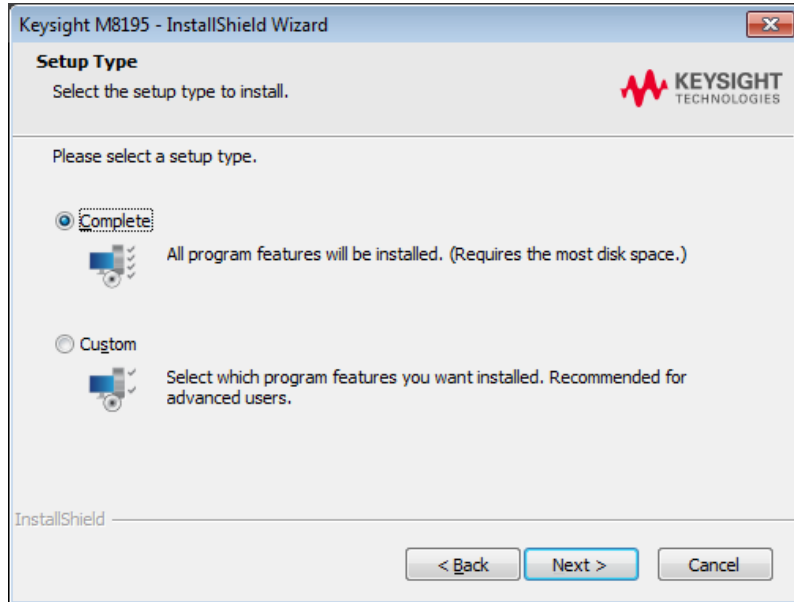 Keysight M8195 - InstallShield Wizard
Setup Type
Select the setup type to install.
KEYSIGHT
TECHNOLOGIES
Please select a setup type.
Complete
All program features will be installed. (Requires the most disk space.)
Custom
Select which program features you want installed. Recommended for
advanced users.
InstallShield
< Back Next > Cancel